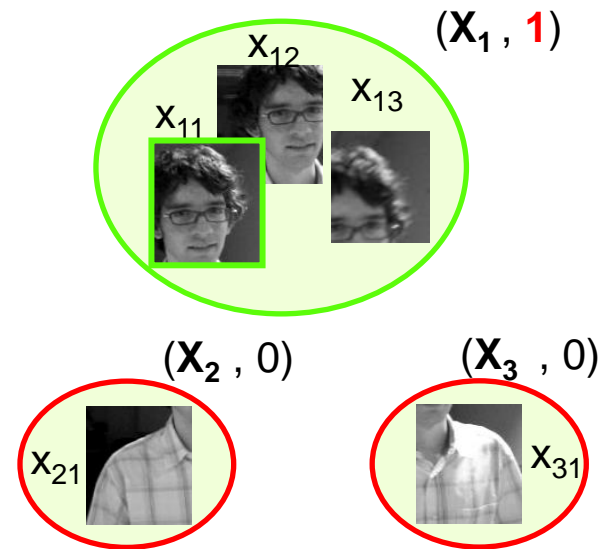 (X₁ , 1)
x₁₂
x₁₃
x₁₁
(X₂ , 0)
(X₃ , 0)
x₂₁
x₃₁